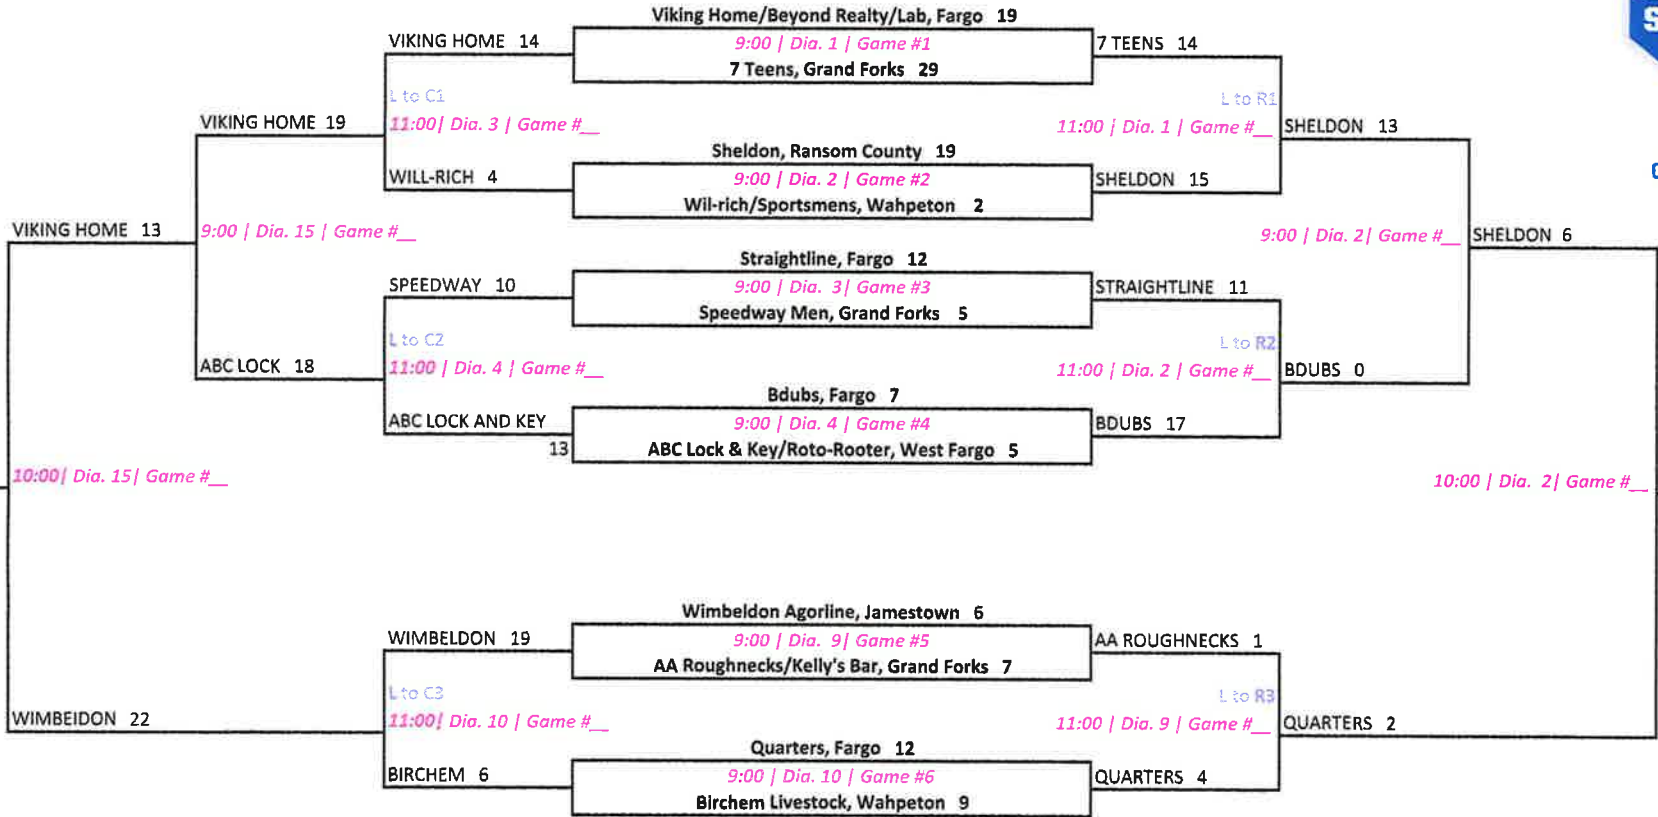 Viking Home/Beyond Realty/Lab, Fargo 19
VIKING HOME 14
9:00 | Dia. 1 | Game #1
7 TEENS 14
7 Teens, Grand Forks 29
L to C1
L to R1
VIKING HOME 19
11:00| Dia. 3 | Game #__
11:00 | Dia. 1 | Game #__
SHELDON 13
Sheldon, Ransom County 19
WILL-RICH 4
9:00 | Dia. 2 | Game #2
SHELDON 15
Wil-rich/Sportsmens, Wahpeton 2
VIKING HOME 13
9:00 | Dia. 15 | Game #__
9:00 | Dia. 2| Game #__
SHELDON 6
Straightline, Fargo 12
SPEEDWAY 10
9:00 | Dia. 3| Game #3
STRAIGHTLINE 11
Speedway Men, Grand Forks 5
L to C2
L to R2
ABC LOCK 18
11:00 | Dia. 4 | Game #__
11:00 | Dia. 2 | Game #__
BDUBS 0
Bdubs, Fargo 7
ABC LOCK AND KEY
9:00 | Dia. 4 | Game #4
BDUBS 17
13
ABC Lock & Key/Roto-Rooter, West Fargo 5
10:00| Dia. 15| Game #__
10:00 | Dia. 2| Game #__
Wimbeldon Agorline, Jamestown 6
WIMBELDON 19
9:00 | Dia. 9| Game #5
AA ROUGHNECKS 1
AA Roughnecks/Kelly's Bar, Grand Forks 7
L to C3
L to R3
WIMBEIDON 22
11:00| Dia. 10 | Game #__
11:00 | Dia. 9 | Game #__
QUARTERS 2
Quarters, Fargo 12
BIRCHEM 6
9:00 | Dia. 10 | Game #6
QUARTERS 4
Birchem Livestock, Wahpeton 9